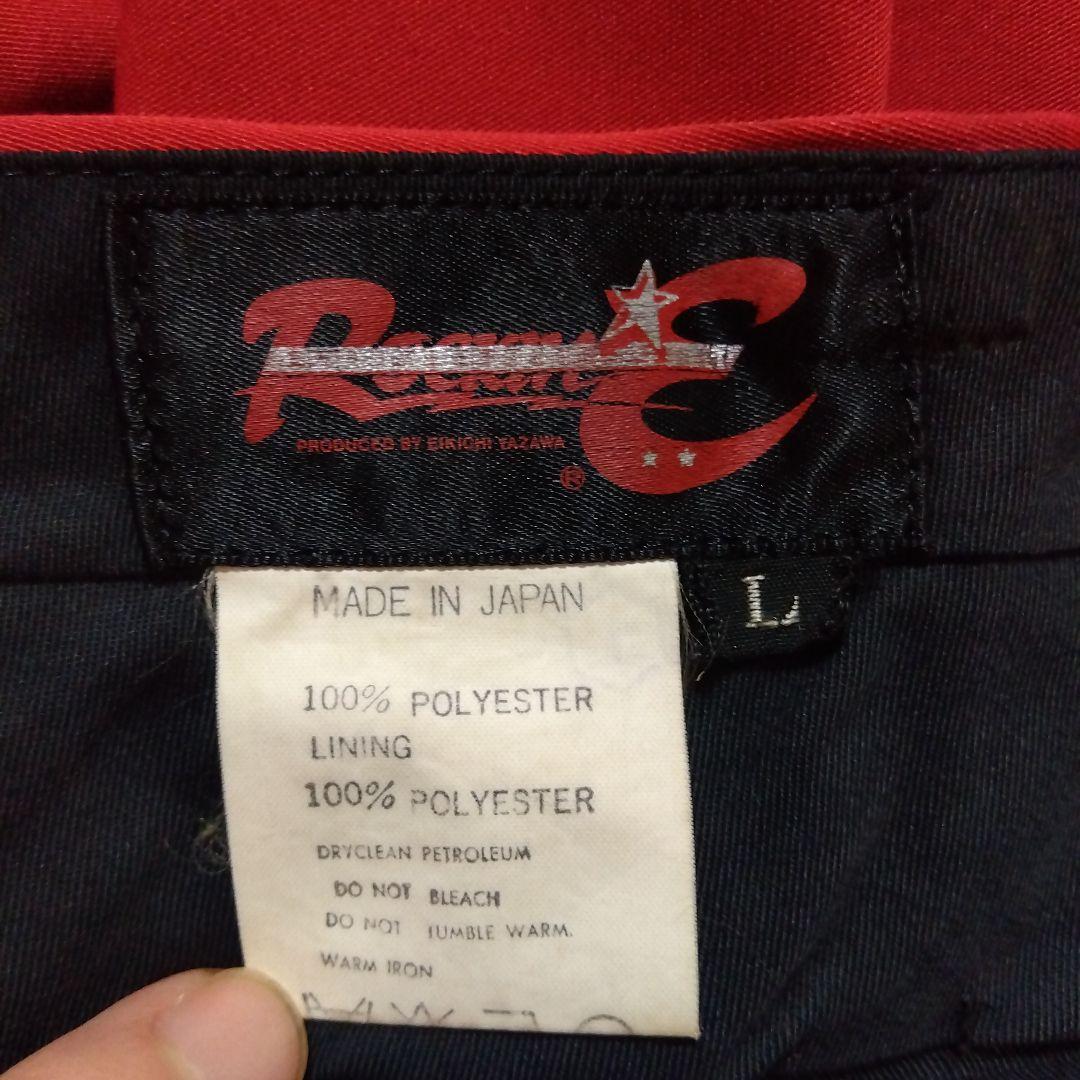 Rockin' E
PRODUCED BY EIKICHI YAZAWA
®
L
MADE IN JAPAN
100% POLYESTER
LINING
100% POLYESTER
DRYCLEAN PETROLEUM
DO NOT BLEACH
DO NOT TUMBLE WARM.
WARM IRON